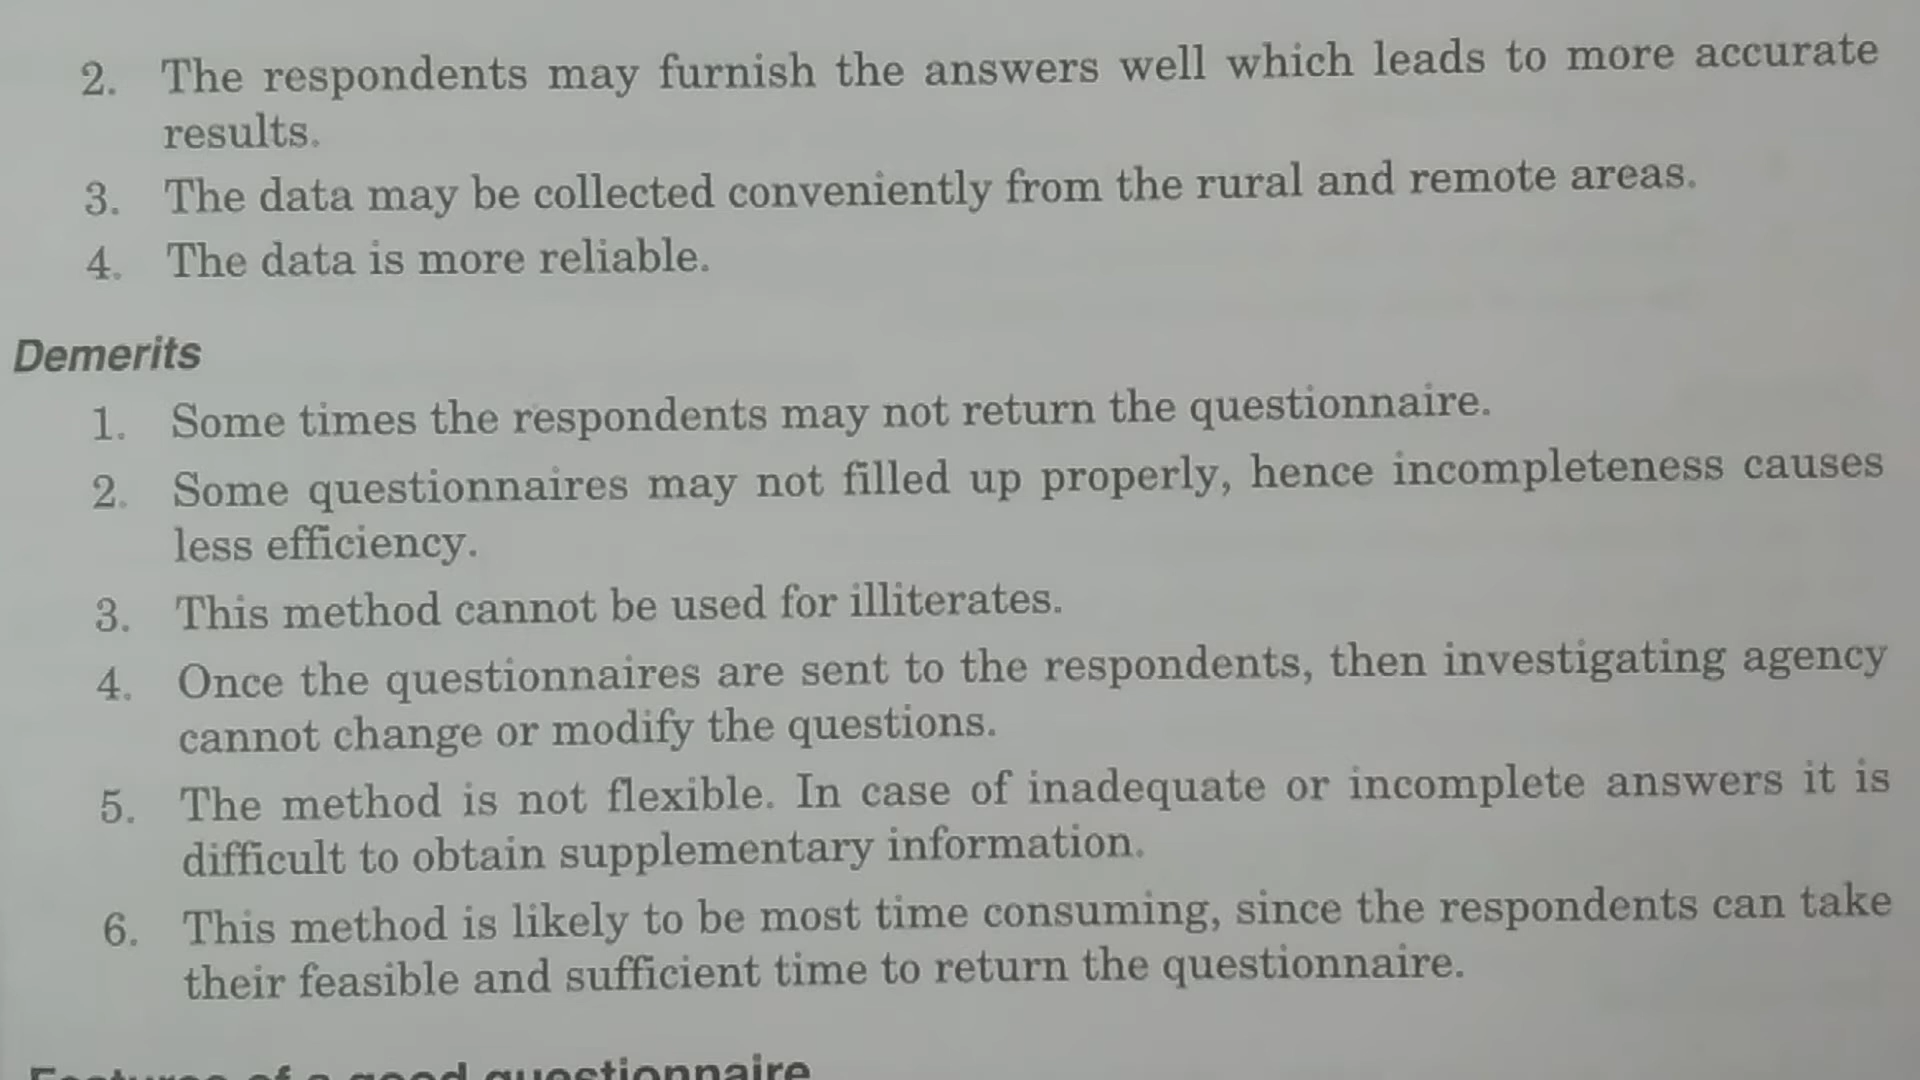 2. The respondents may furnish the answers well which leads to more accurate
results.
3. The data may be collected conveniently from the rural and remote areas.
4. The data is more reliable.
Demerits
1. Some times the respondents may not return the questionnaire.
2. Some questionnaires may not filled up properly, hence incompleteness causes
less efficiency.
3. This method cannot be used for illiterates.
4. Once the questionnaires are sent to the respondents, then investigating agency
cannot change or modify the questions.
5. The method is not flexible. In case of inadequate or incomplete answers it is
difficult to obtain supplementary information.
6. This method is likely to be most time consuming, since the respondents can take
their feasible and sufficient time to return the questionnaire.
Features of a good questionnaire